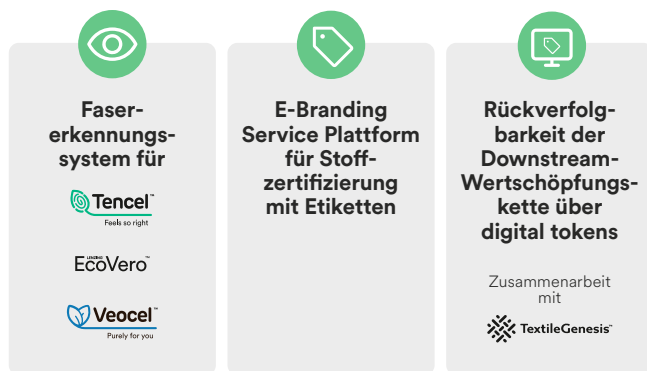 Faser-
erkennungs-
system für
Tencel™
Feels so right
LENZING
EcoVero™
Veocel™
Purely for you
E-Branding
Service Plattform
für Stoff-
zertifizierung
mit Etiketten
Rückverfolg-
barkeit der
Downstream-
Wertschöpfungs-
kette über
digital tokens
Zusammenarbeit
mit
TextileGenesis™